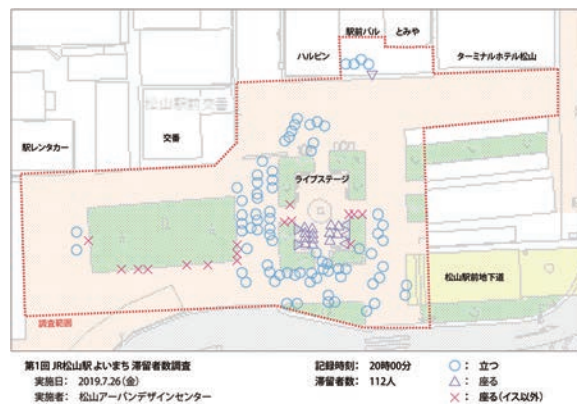 駅前バル
とみや
ハルビン
ターミナルホテル松山
松山駅前交番
駅レンタカー
交番
ライブステージ
松山駅前地下道
調査範囲
第1回 JR松山駅 よいまち 滞留者数調査
実施日: 2019.7.26(金)
実施者: 松山アーバンデザインセンター
記録時刻: 20時00分
滞留者数: 112人
○: 立つ
△: 座る
×: 座る(イス以外)